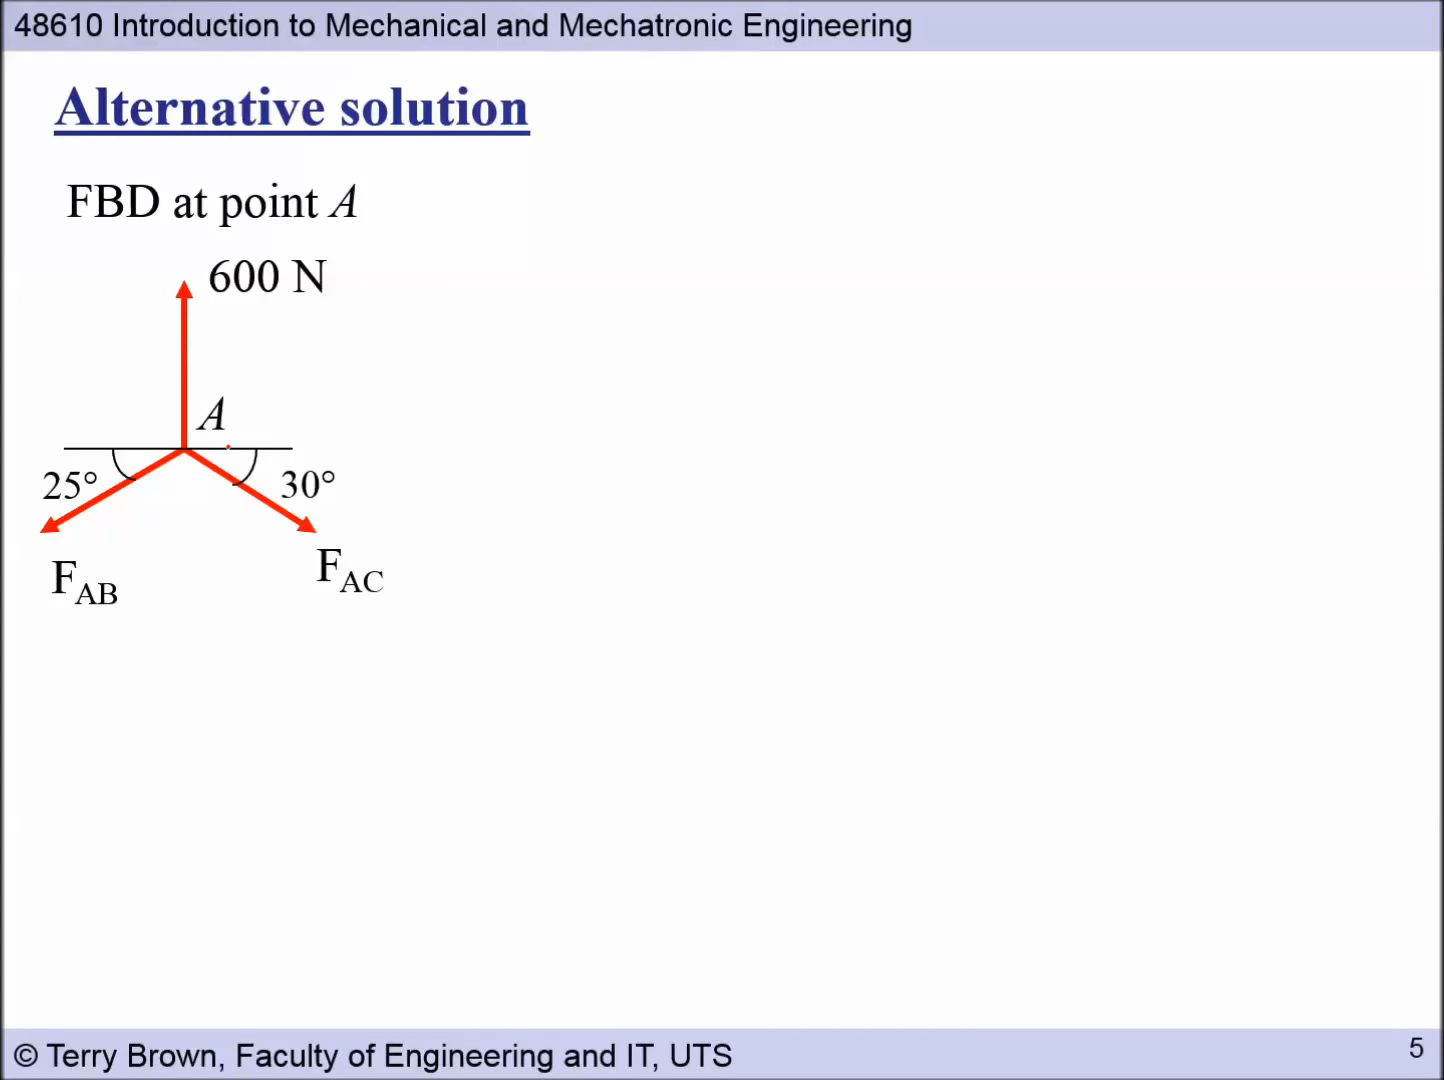 48610 Introduction to Mechanical and Mechatronic Engineering
Alternative solution
FBD at point A
600 N
A
25°
30°
FAB
FAC
© Terry Brown, Faculty of Engineering and IT, UTS
5